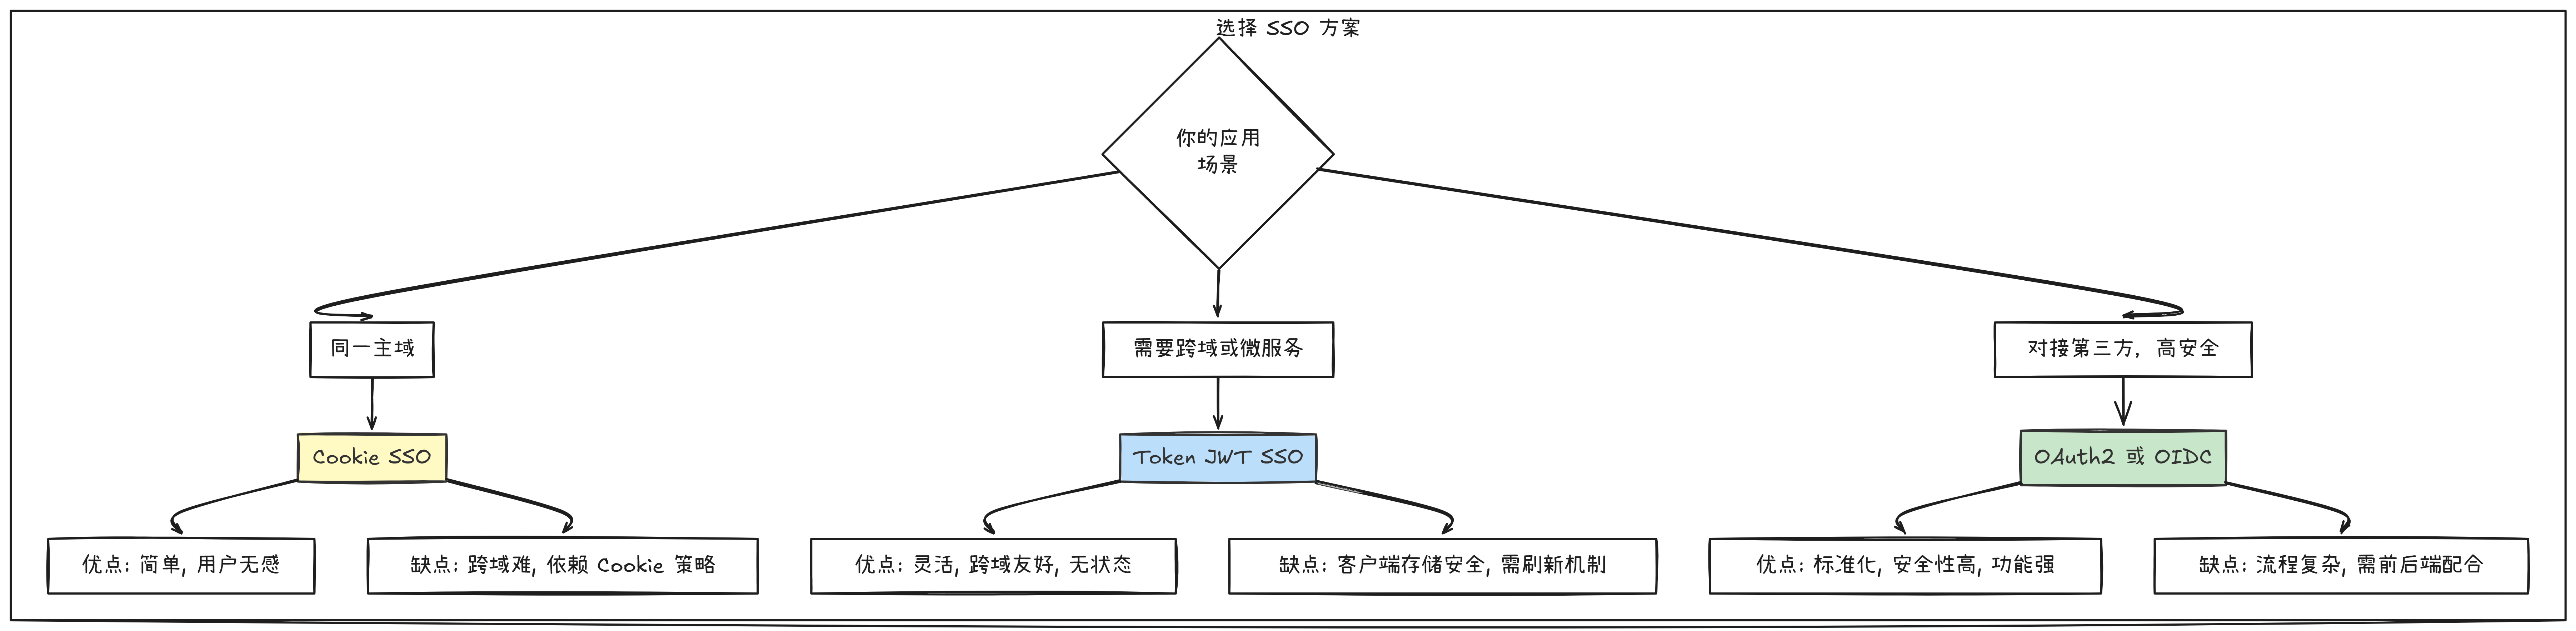 选择 SSO 方案
你的应用
场景
同一主域
需要跨域或微服务
对接第三方, 高安全
Cookie SSO
Token JWT SSO
OAuth2 或 OIDC
优点: 简单, 用户无感
缺点: 跨域难, 依赖 Cookie 策略
优点: 灵活, 跨域友好, 无状态
缺点: 客户端存储安全, 需刷新机制
优点: 标准化, 安全性高, 功能强
缺点: 流程复杂, 需前后端配合